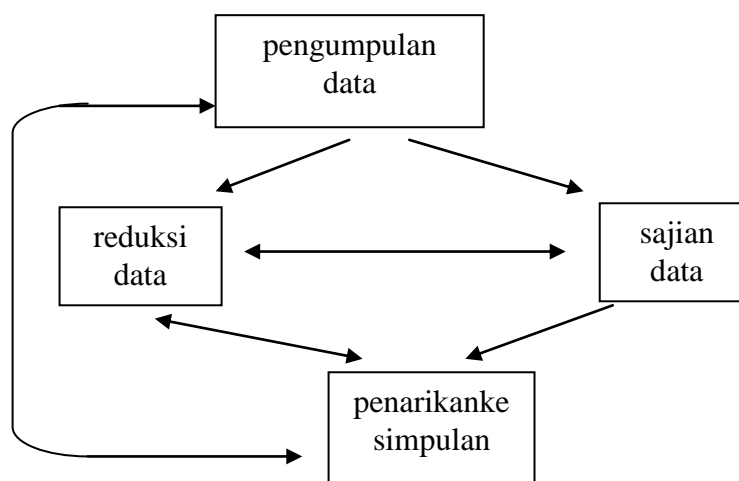 pengumpulan
data
reduksi
data
sajian
data
penarikanke
simpulan